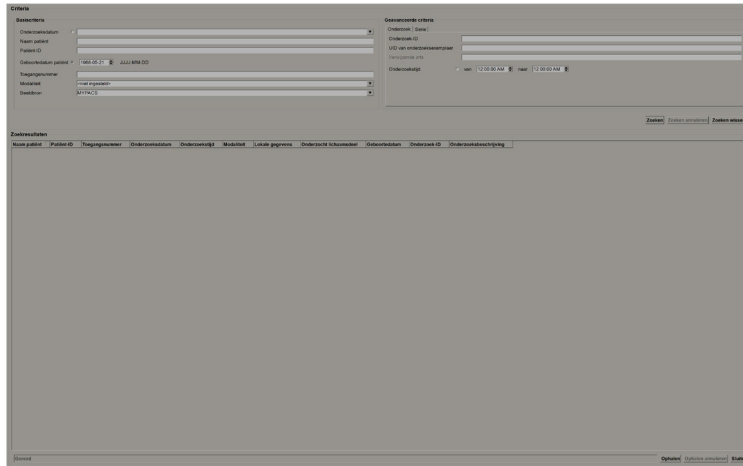 Criteria
Basiscriteria
Onderzoeksdatum
Naam patiënt
Patiënt-ID
Geboortedatum patiënt 1969.05.21 JJJJ-MM-DD
Toegangsnummer
Modaliteit <niet ingesteld>
Beeldbron MYPACS
Geavanceerde criteria
Onderzoek Serie
Onderzoek-ID
UID van onderzoeksexemplaar
Verwijzende arts
Onderzoekstijd van 12:00:00 AM naar 12:00:00 AM
Zoeken Zoeken annuleren Zoeken wissen
Zoekresultaten
Naam patiënt Patiënt-ID Toegangsnummer Onderzoeksdatum Onderzoekstijd Modaliteit Lokale gegevens Onderzocht lichaamsdeel Geboortedatum Onderzoek-ID Onderzoeksbeschrijving
Gereed
Ophalen Ophalen annuleren